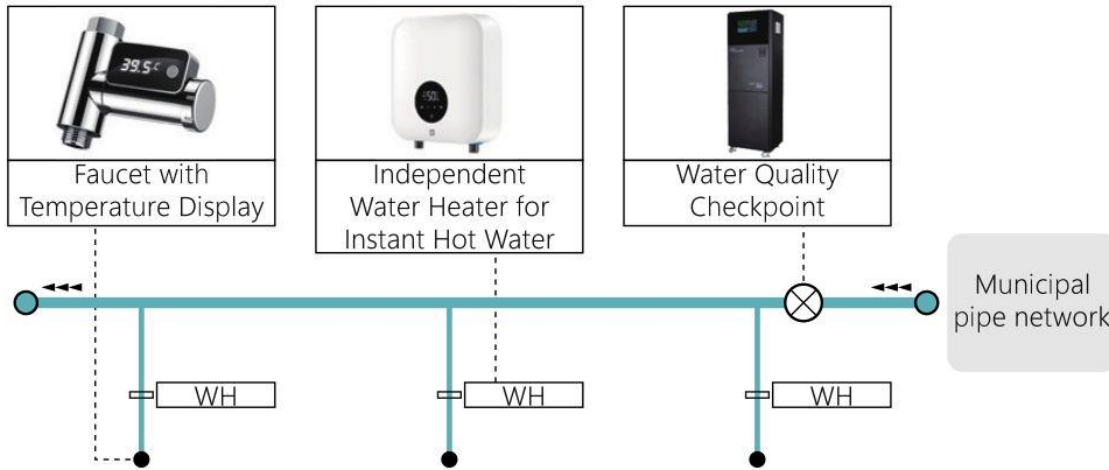 39.5°C
50
Faucet with
Temperature Display
Independent
Water Heater for
Instant Hot Water
Water Quality
Checkpoint
Municipal
pipe network
WH
WH
WH